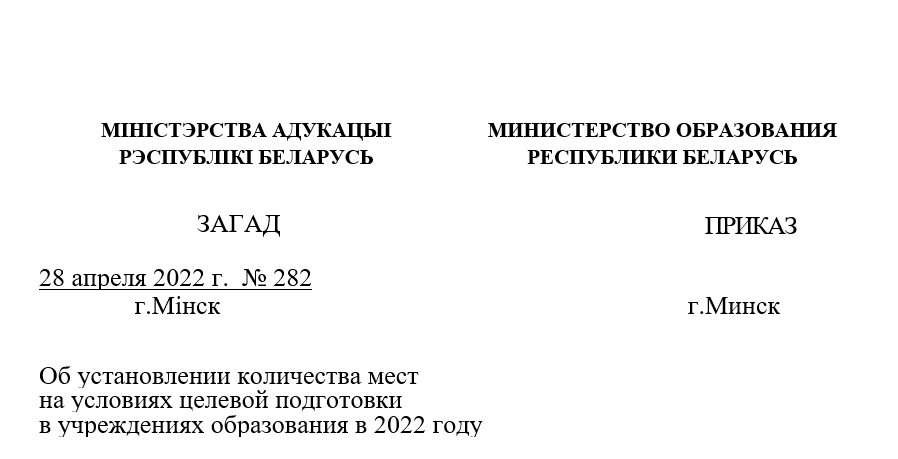 МІНІСТЭРСТВА АДУКАЦЫІ
РЭСПУБЛІКІ БЕЛАРУСЬ
МИНИСТЕРСТВО ОБРАЗОВАНИЯ
РЕСПУБЛИКИ БЕЛАРУСЬ
ЗАГАД
ПРИКАЗ
28 апреля 2022 г. № 282
г.Мінск
г.Минск
Об установлении количества мест
на условиях целевой подготовки
в учреждениях образования в 2022 году